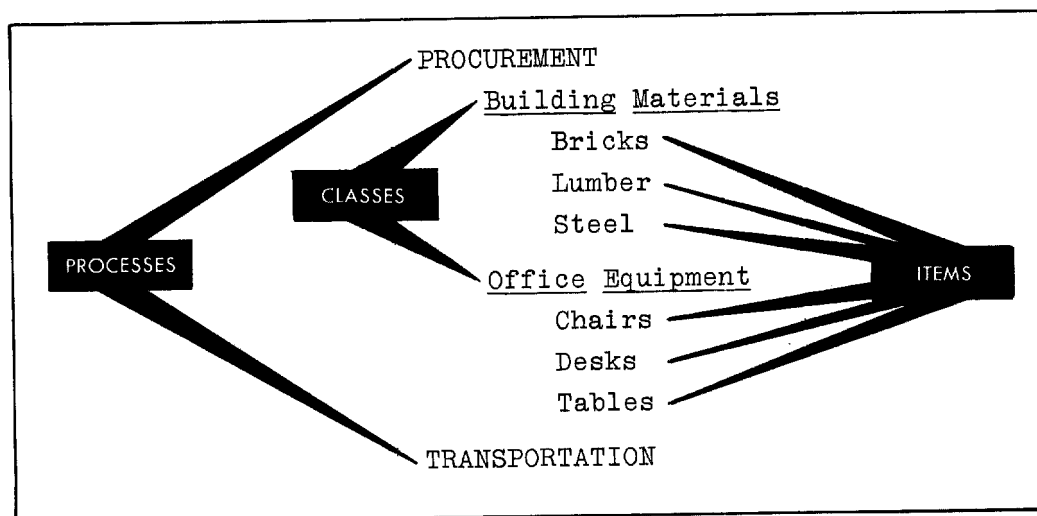 PROCUREMENT
Building Materials
Bricks
CLASSES
Lumber
Steel
PROCESSES
ITEMS
Office Equipment
Chairs
Desks
Tables
TRANSPORTATION